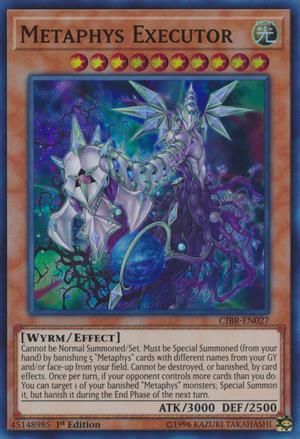 METAPHYS EXECUTOR
光
CIBR-EN027
[WYRM/EFFECT]
Cannot be Normal Summoned/Set. Must be Special Summoned (from your
hand) by banishing 5 "Metaphys" cards with different names from your GY
and/or face-up from your field. Cannot be destroyed, or banished, by card
effects. Once per turn, if your opponent controls more cards than you do:
You can target 1 of your banished "Metaphys" monsters; Special Summon
it, but banish it during the End Phase of the next turn.
ATK/3000 DEF/2500
45148985 1st Edition ©1996 KAZUKI TAKAHASHI